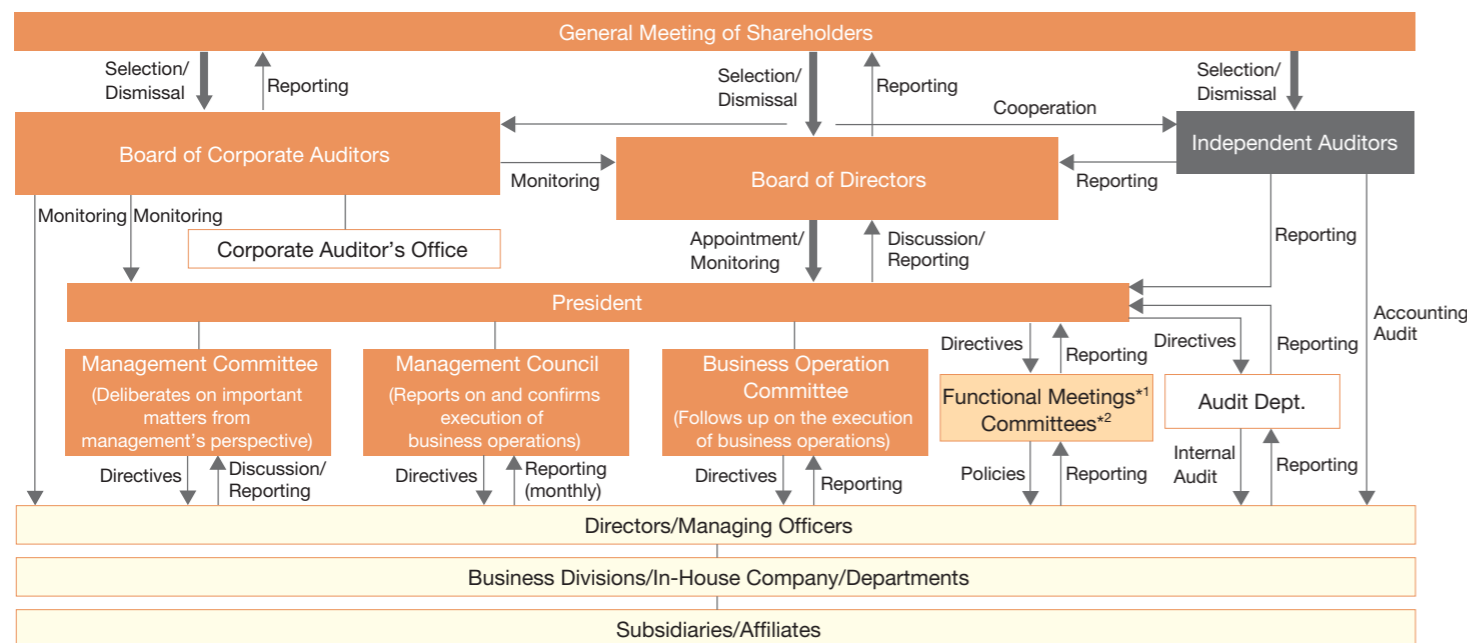 General Meeting of Shareholders
Selection/
Dismissal
Reporting
Selection/
Dismissal
Reporting
Selection/
Dismissal
Cooperation
Board of Corporate Auditors
Independent Auditors
Monitoring
Board of Directors
Reporting
Monitoring
Monitoring
Corporate Auditor’s Office
Appointment/
Monitoring
Discussion/
Reporting
Reporting
President
Accounting
Audit
Directives
Reporting
Directives
Reporting
Management Committee
(Deliberates on important
matters from
management’s perspective)
Management Council
(Reports on and confirms
execution of
business operations)
Business Operation
Committee
(Follows up on the execution
of business operations)
Functional Meetings*1
Committees*2
Audit Dept.
Directives
Discussion/
Reporting
Directives
Reporting
(monthly)
Directives
Reporting
Policies
Reporting
Internal
Audit
Reporting
Directors/Managing Officers
Business Divisions/In-House Company/Departments
Subsidiaries/Affiliates